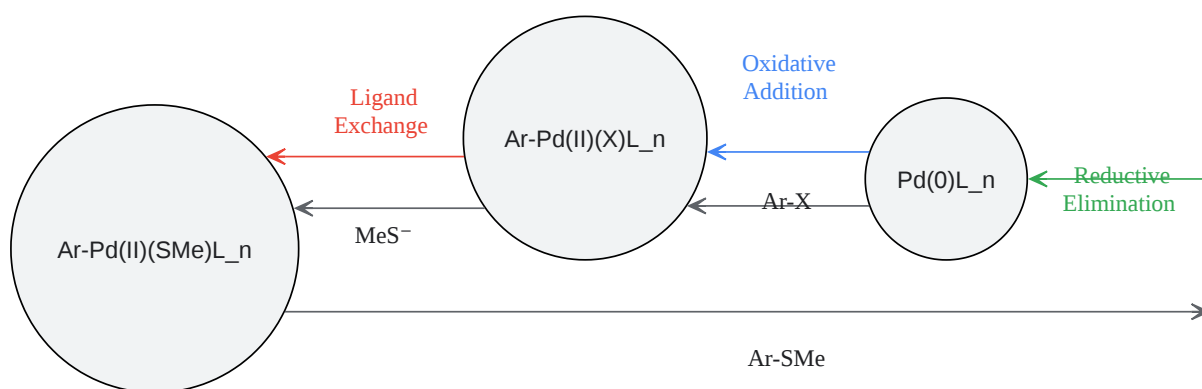 Oxidative
Addition
Ligand
Exchange
Ar-Pd(II)(X)L_n
Pd(0)L_n
Reductive
Elimination
Ar-X
MeS⁻
Ar-Pd(II)(SMe)L_n
Ar-SMe